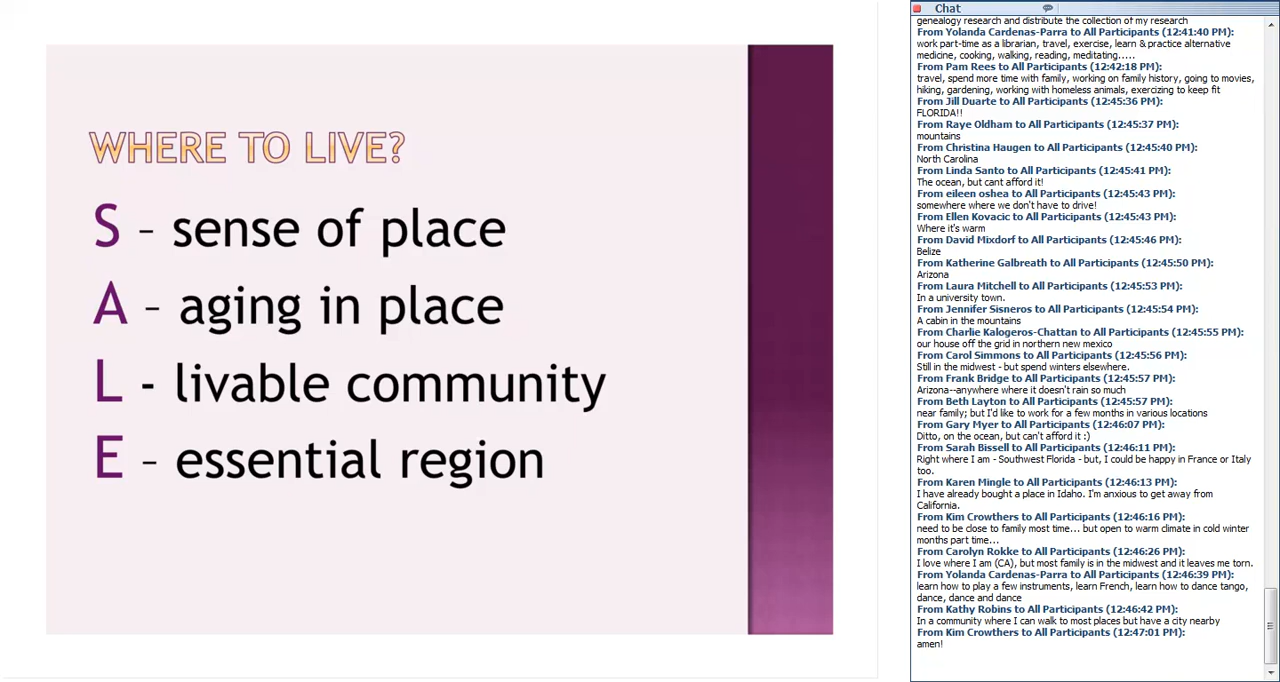 WHERE TO LIVE?
S – sense of place
A – aging in place
L - livable community
E – essential region
Chat
genealogy research and distribute the collection of my research
From Yolanda Cardenas-Parra to All Participants (12:41:40 PM):
work part-time as a librarian, travel, exercise, learn & practice alternative
medicine, cooking, walking, reading, meditating.....
From Pam Rees to All Participants (12:42:18 PM):
travel, spend more time with family, working on family history, going to movies,
hiking, gardening, working with homeless animals, exercizing to keep fit
From Jill Duarte to All Participants (12:45:36 PM):
FLORIDA!!
From Raye Oldham to All Participants (12:45:37 PM):
mountains
From Christina Haugen to All Participants (12:45:40 PM):
North Carolina
From Linda Santo to All Participants (12:45:41 PM):
The ocean, but cant afford it!
From eileen oshea to All Participants (12:45:43 PM):
somewhere where we don't have to drive!
From Ellen Kovacic to All Participants (12:45:43 PM):
Where it's warm
From David Mixdorf to All Participants (12:45:46 PM):
Belize
From Katherine Galbreath to All Participants (12:45:50 PM):
Arizona
From Laura Mitchell to All Participants (12:45:53 PM):
In a university town.
From Jennifer Sisneros to All Participants (12:45:54 PM):
A cabin in the mountains
From Charlie Kalogeros-Chattan to All Participants (12:45:55 PM):
our house off the grid in northern new mexico
From Carol Simmons to All Participants (12:45:56 PM):
Still in the midwest - but spend winters elsewhere.
From Frank Bridge to All Participants (12:45:57 PM):
Arizona--anywhere where it doesn't rain so much
From Beth Layton to All Participants (12:45:57 PM):
near family; but I'd like to work for a few months in various locations
From Gary Myer to All Participants (12:46:07 PM):
Ditto, on the ocean, but can't afford it :)
From Sarah Bissell to All Participants (12:46:11 PM):
Right where I am - Southwest Florida - but, I could be happy in France or Italy
too.
From Karen Mingle to All Participants (12:46:13 PM):
I have already bought a place in Idaho. I'm anxious to get away from
California.
From Kim Crowthers to All Participants (12:46:16 PM):
need to be close to family most time... but open to warm climate in cold winter
months part time...
From Carolyn Rokke to All Participants (12:46:26 PM):
I love where I am (CA), but most family is in the midwest and it leaves me torn.
From Yolanda Cardenas-Parra to All Participants (12:46:39 PM):
learn how to play a few instruments, learn French, learn how to dance tango,
dance, dance and dance
From Kathy Robins to All Participants (12:46:42 PM):
In a community where I can walk to most places but have a city nearby
From Kim Crowthers to All Participants (12:47:01 PM):
amen!